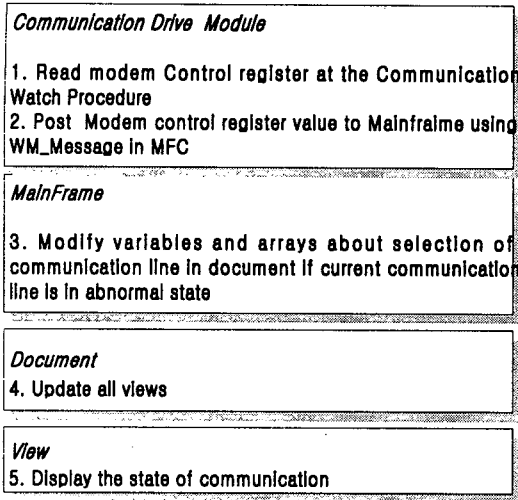 Communication Drive Module
1. Read modem Control register at the Communication
Watch Procedure
2. Post Modem control register value to Mainfralme using
WM_Message in MFC
MainFrame
3. Modify variables and arrays about selection of
communication line in document if current communication
line is in abnormal state
Document
4. Update all views
View
5. Display the state of communication